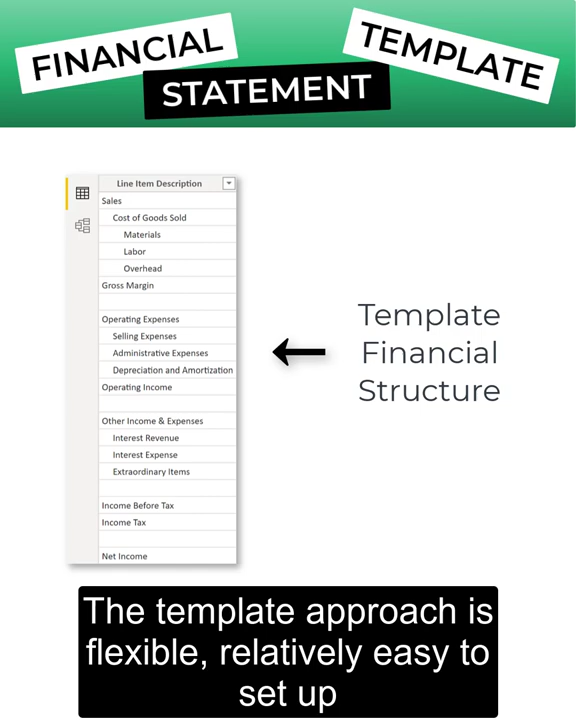 FINANCIAL
STATEMENT
TEMPLATE
Line Item Description
Sales
Cost of Goods Sold
Materials
Labor
Overhead
Gross Margin
Operating Expenses
Selling Expenses
Administrative Expenses
Depreciation and Amortization
Operating Income
Other Income & Expenses
Interest Revenue
Interest Expense
Extraordinary Items
Income Before Tax
Income Tax
Net Income
Template
Financial
Structure
The template approach is
flexible, relatively easy to
set up